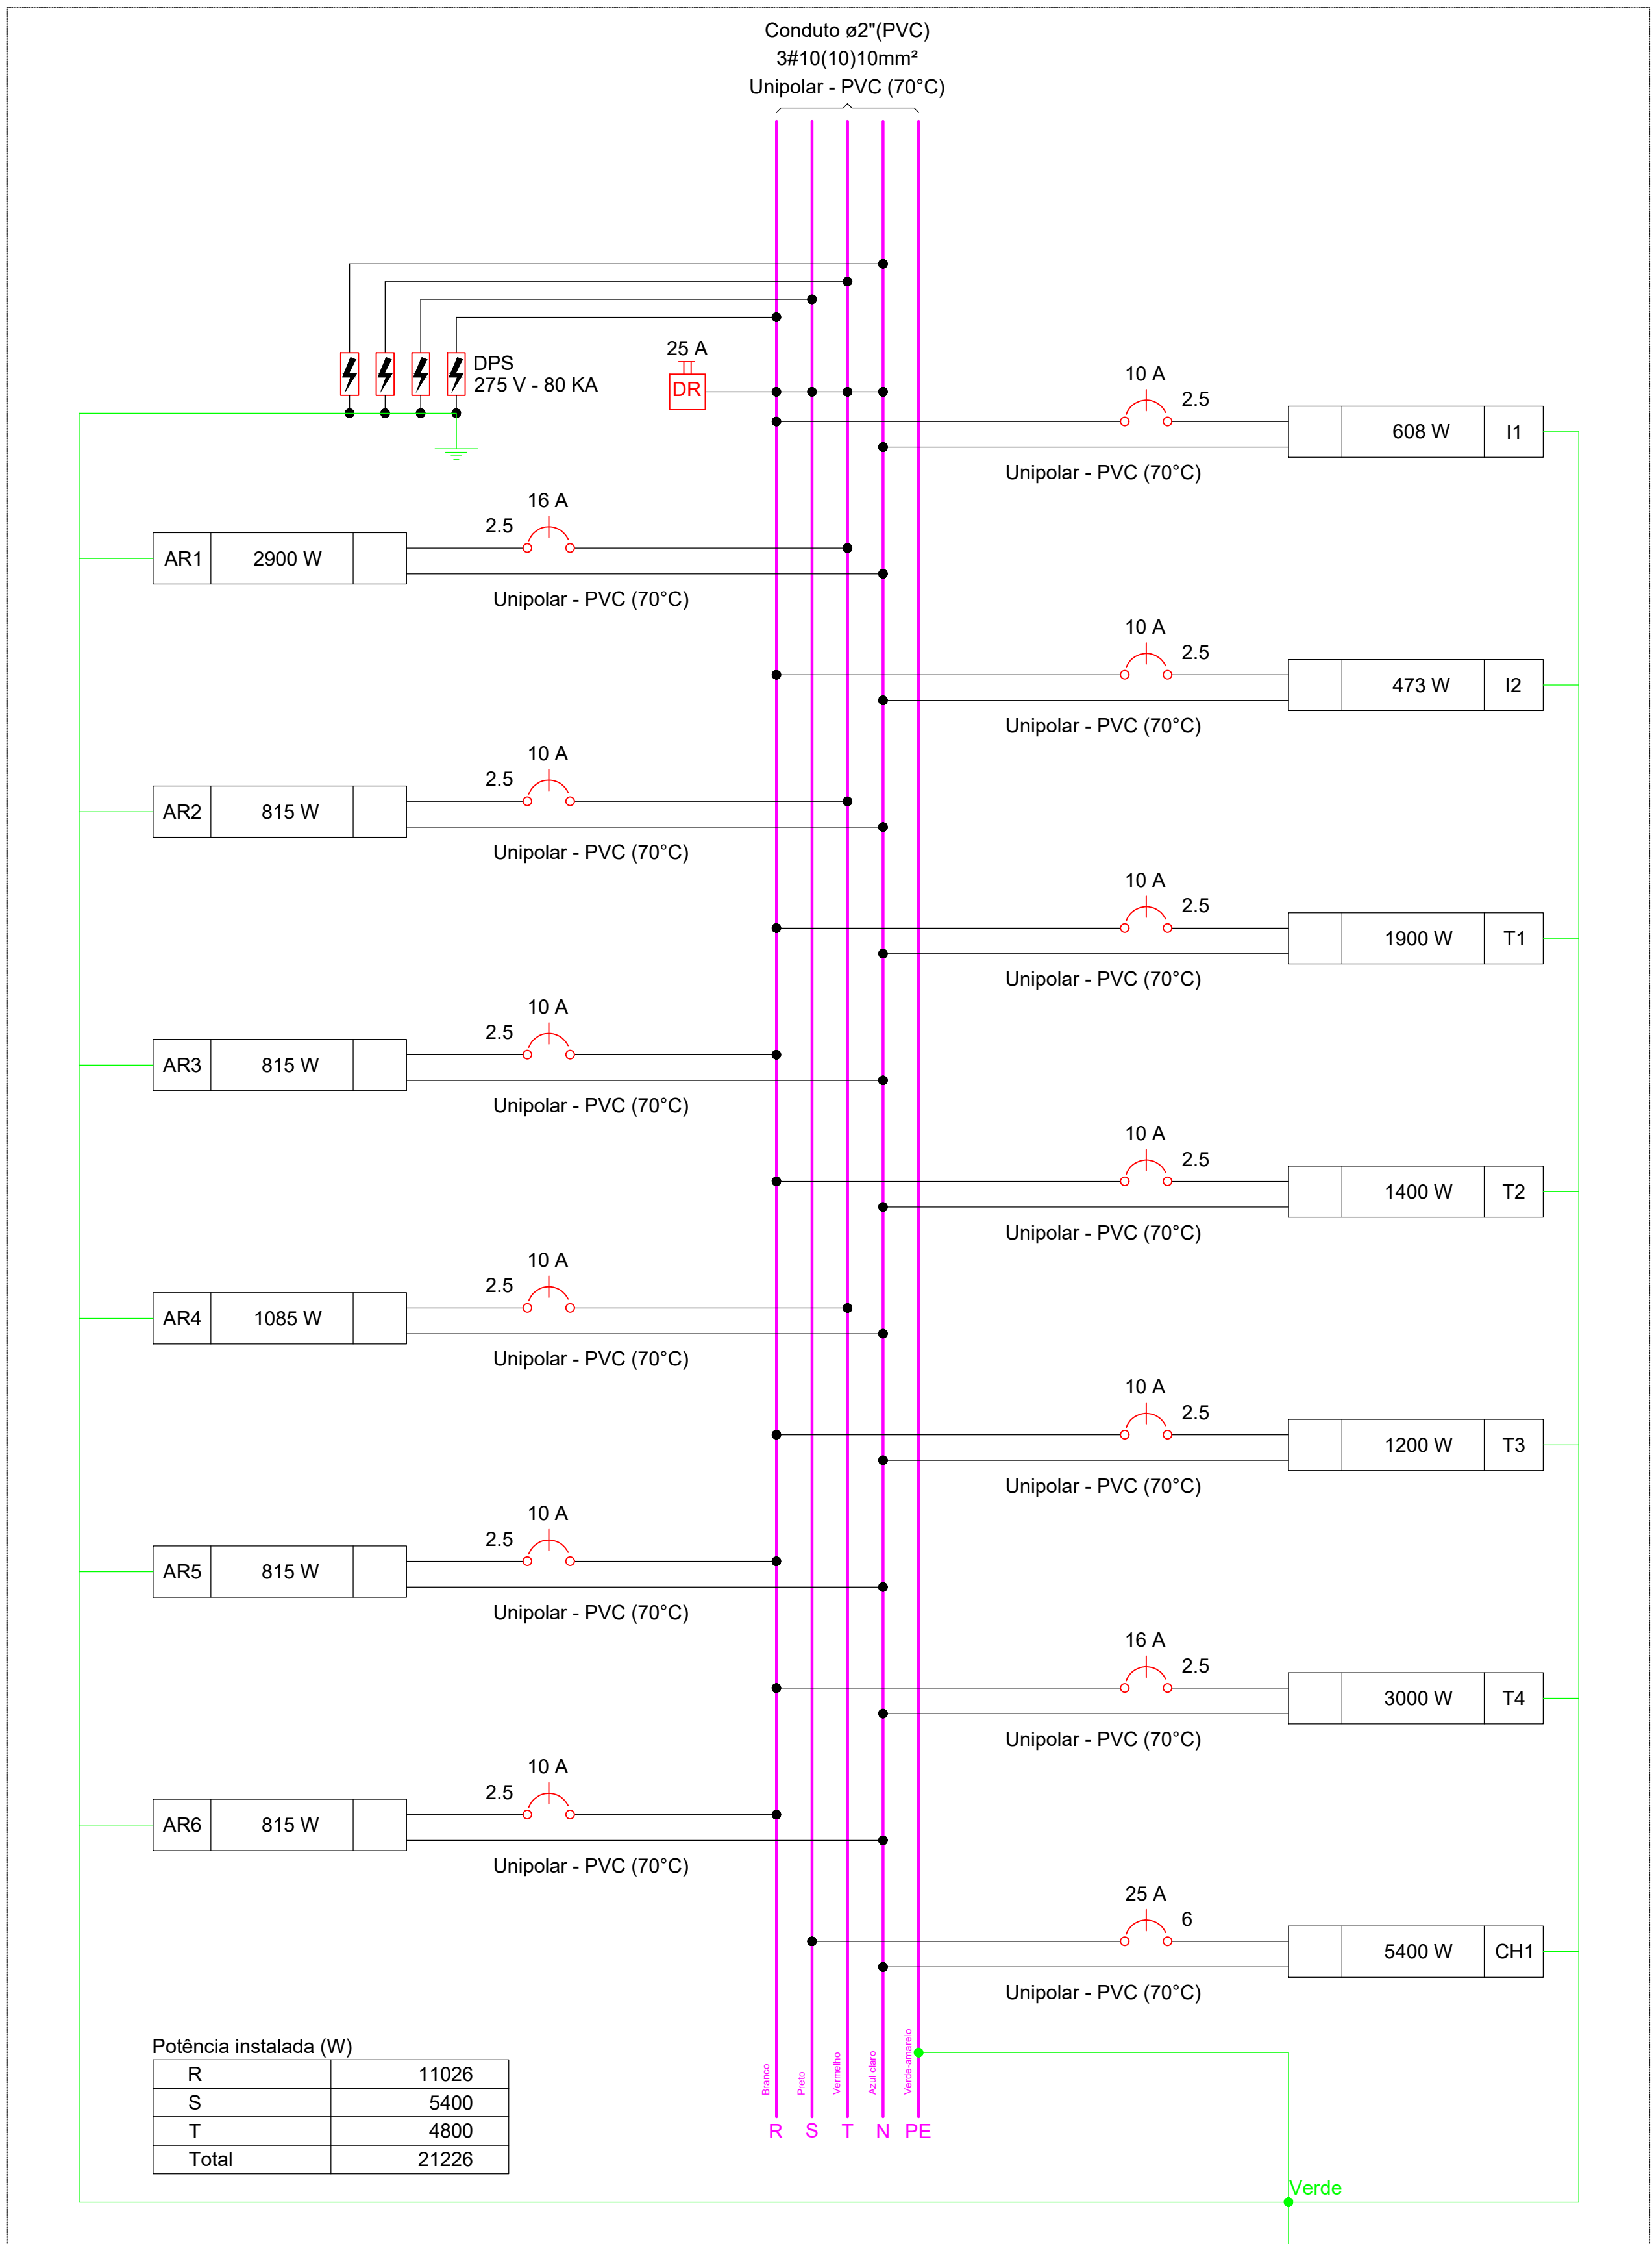 Conduto ø2"(PVC)
3#10(10)10mm²
Unipolar - PVC (70°C)
DPS
275 V - 80 KA
25 A
DR
10 A
2.5
608 W
I1
Unipolar - PVC (70°C)
16 A
2.5
AR1
2900 W
Unipolar - PVC (70°C)
10 A
2.5
473 W
I2
Unipolar - PVC (70°C)
10 A
2.5
AR2
815 W
Unipolar - PVC (70°C)
10 A
2.5
1900 W
T1
Unipolar - PVC (70°C)
10 A
2.5
AR3
815 W
Unipolar - PVC (70°C)
10 A
2.5
1400 W
T2
Unipolar - PVC (70°C)
10 A
2.5
AR4
1085 W
Unipolar - PVC (70°C)
10 A
2.5
1200 W
T3
Unipolar - PVC (70°C)
10 A
2.5
AR5
815 W
Unipolar - PVC (70°C)
16 A
2.5
3000 W
T4
Unipolar - PVC (70°C)
10 A
2.5
AR6
815 W
Unipolar - PVC (70°C)
25 A
6
5400 W
CH1
Unipolar - PVC (70°C)
Potência instalada (W)
R 11026
S 5400
T 4800
Total 21226
Branco
Preto
Vermelho
Azul claro
Verde-amarelo
R S T N PE
Verde